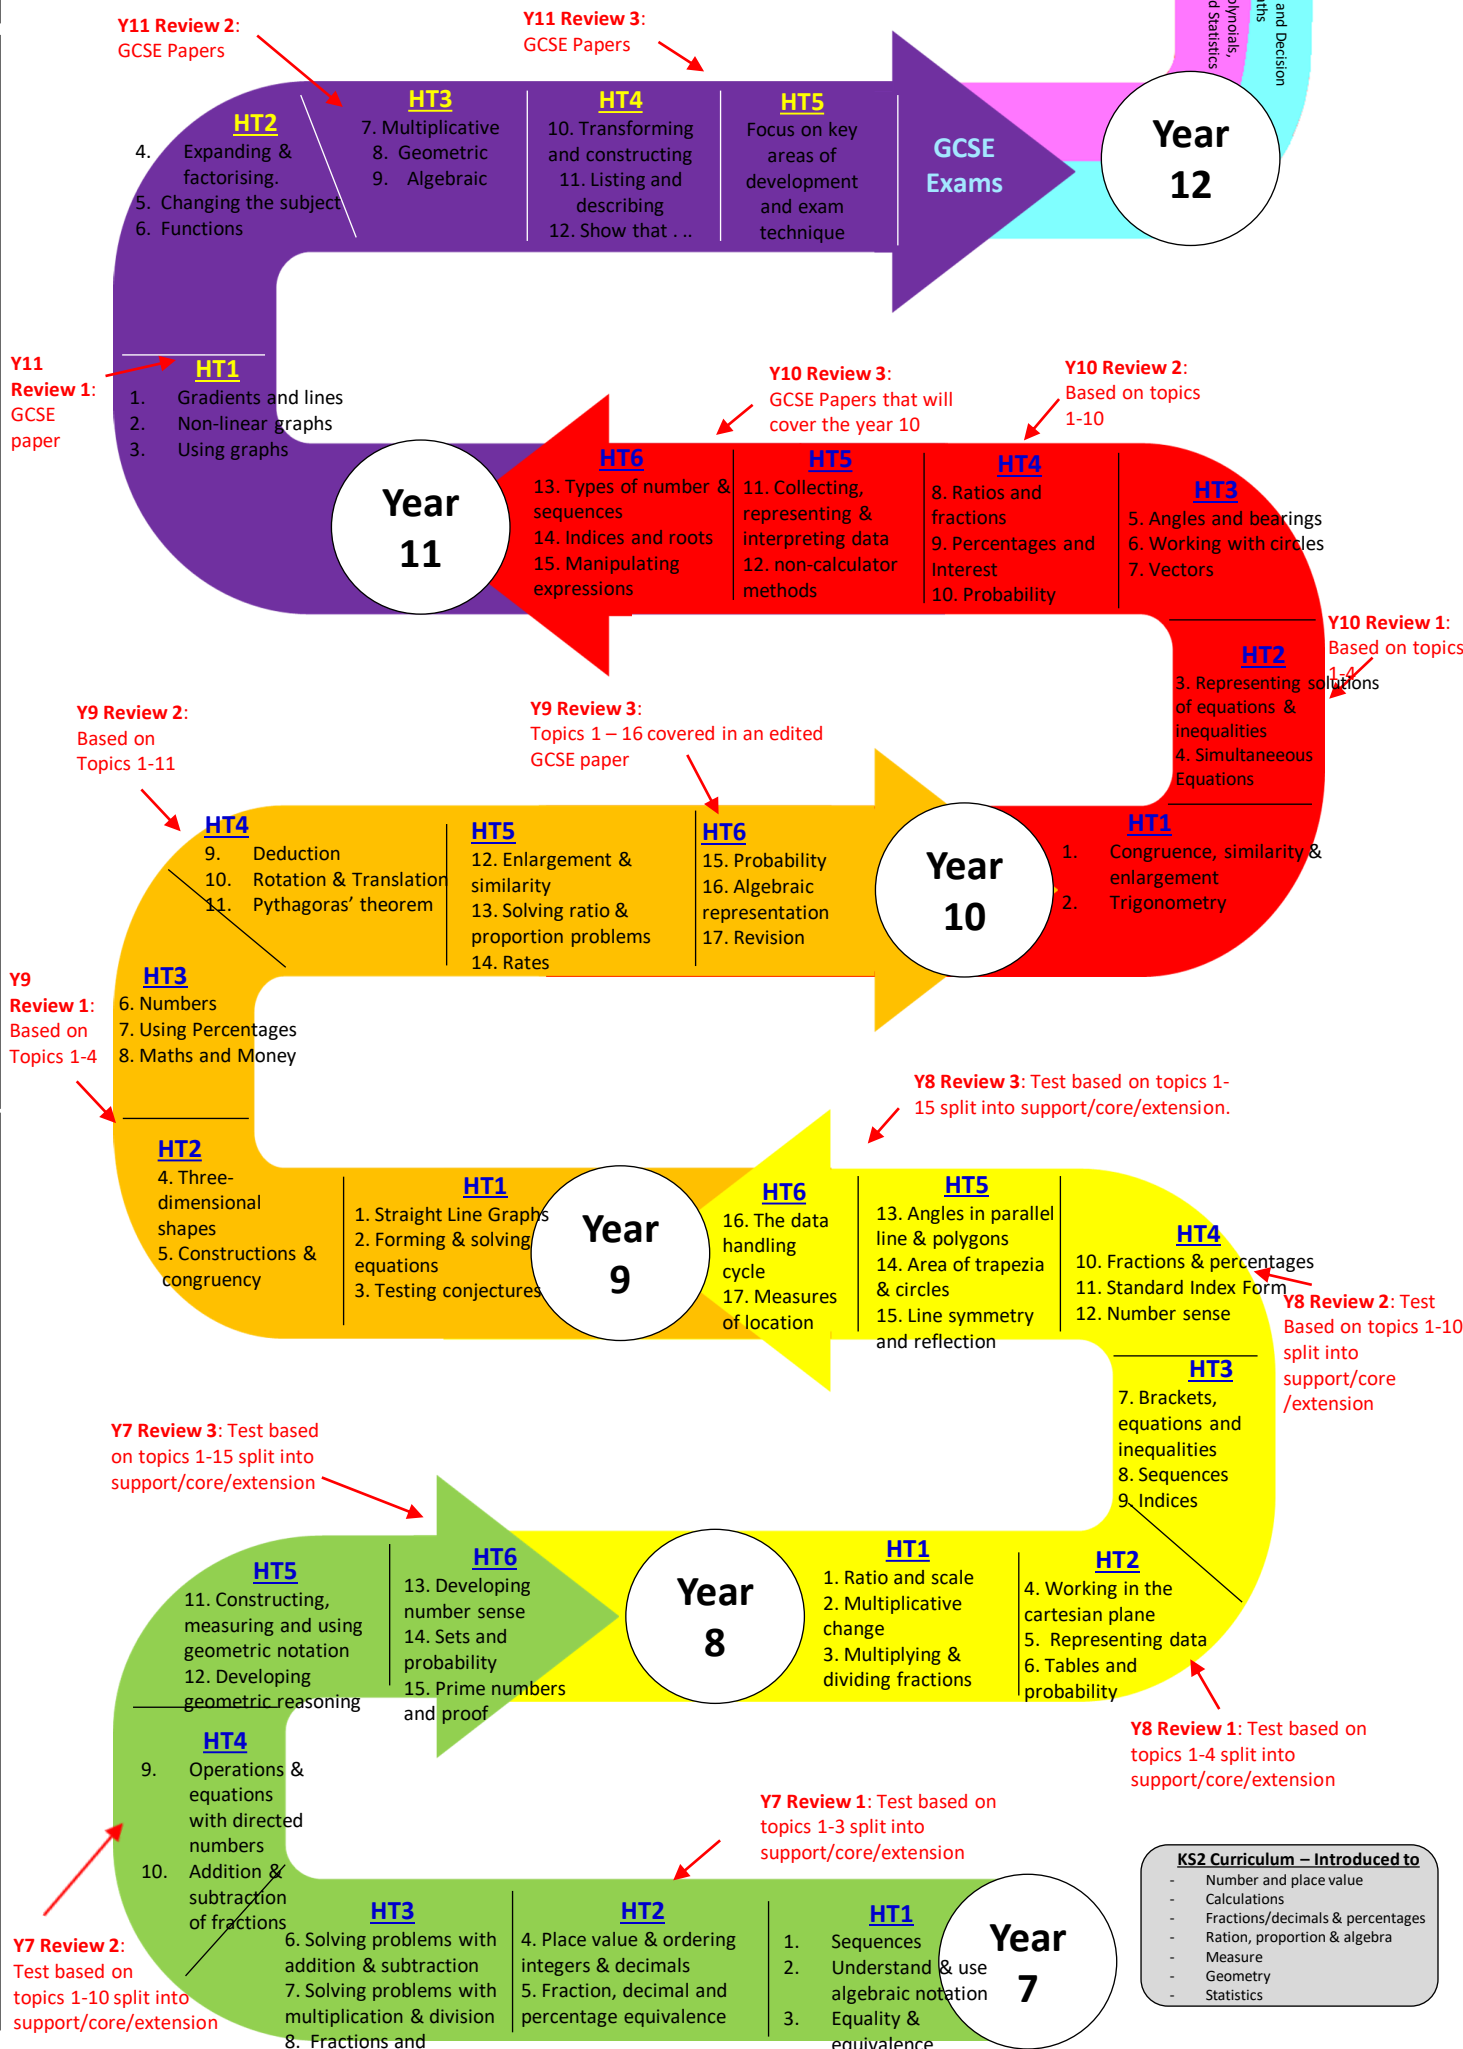 Y11 Review 2:
GCSE Papers
Y11 Review 3:
GCSE Papers
and Decision
aths
olynoials,
d Statistics
HT2
4. Expanding &
factorising.
5. Changing the subject
6. Functions
HT3
7. Multiplicative
8. Geometric
9. Algebraic
HT4
10. Transforming
and constructing
11. Listing and
describing
12. Show that . ..
HT5
Focus on key
areas of
development
and exam
technique
GCSE
Exams
Year
12
Y11
Review 1:
GCSE
paper
HT1
1. Gradients and lines
2. Non-linear graphs
3. Using graphs
Year
11
Y10 Review 3:
GCSE Papers that will
cover the year 10
Y10 Review 2:
Based on topics
1-10
HT6
13. Types of number &
sequences
14. Indices and roots
15. Manipulating
expressions
HT5
11. Collecting,
representing &
interpreting data
12. non-calculator
methods
HT4
8. Ratios and
fractions
9. Percentages and
Interest
10. Probability
HT3
5. Angles and bearings
6. Working with circles
7. Vectors
Y10 Review 1:
Based on topics
1-4
HT2
3. Representing solutions
of equations &
inequalities
4. Simultaneeous
Equations
HT1
1. Congruence, similarity &
enlargement
2. Trigonometry
Year
10
Y9 Review 2:
Based on
Topics 1-11
Y9 Review 3:
Topics 1 – 16 covered in an edited
GCSE paper
HT4
9. Deduction
10. Rotation & Translation
11. Pythagoras’ theorem
HT5
12. Enlargement &
similarity
13. Solving ratio &
proportion problems
14. Rates
HT6
15. Probability
16. Algebraic
representation
17. Revision
Y9
Review 1:
Based on
Topics 1-4
HT3
6. Numbers
7. Using Percentages
8. Maths and Money
HT2
4. Three-
dimensional
shapes
5. Constructions &
congruency
HT1
1. Straight Line Graphs
2. Forming & solving
equations
3. Testing conjectures
Year
9
Y8 Review 3: Test based on topics 1-
15 split into support/core/extension.
HT6
16. The data
handling
cycle
17. Measures
of location
HT5
13. Angles in parallel
line & polygons
14. Area of trapezia
& circles
15. Line symmetry
and reflection
HT4
10. Fractions & percentages
11. Standard Index Form
12. Number sense
Y8 Review 2: Test
Based on topics 1-10
split into
support/core
/extension
HT3
7. Brackets,
equations and
inequalities
8. Sequences
9. Indices
Y7 Review 3: Test based
on topics 1-15 split into
support/core/extension
HT5
11. Constructing,
measuring and using
geometric notation
12. Developing
geometric reasoning
HT6
13. Developing
number sense
14. Sets and
probability
15. Prime numbers
and proof
Year
8
HT1
1. Ratio and scale
2. Multiplicative
change
3. Multiplying &
dividing fractions
HT2
4. Working in the
cartesian plane
5. Representing data
6. Tables and
probability
Y8 Review 1: Test based on
topics 1-4 split into
support/core/extension
HT4
9. Operations &
equations
with directed
numbers
10. Addition &
subtraction
of fractions
Y7 Review 1: Test based on
topics 1-3 split into
support/core/extension
Y7 Review 2:
Test based on
topics 1-10 split into
support/core/extension
HT3
6. Solving problems with
addition & subtraction
7. Solving problems with
multiplication & division
8. Fractions and
HT2
4. Place value & ordering
integers & decimals
5. Fraction, decimal and
percentage equivalence
HT1
1. Sequences
2. Understand & use
algebraic notation
3. Equality &
equivalence
Year
7
KS2 Curriculum – Introduced to
- Number and place value
- Calculations
- Fractions/decimals & percentages
- Ration, proportion & algebra
- Measure
- Geometry
- Statistics